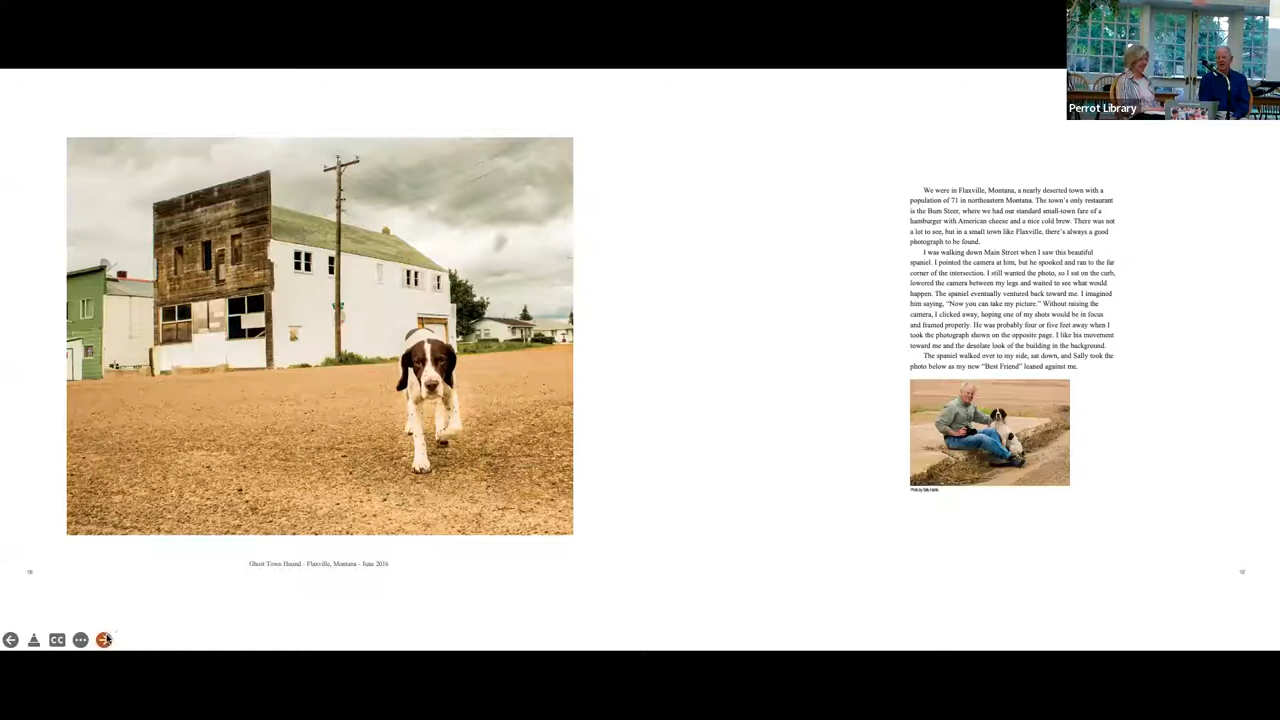 Perrot Library
We were in Flaxville, Montana, a nearly deserted town with a
population of 71 in northeastern Montana. The town's only restaurant
is the Bum Steer, where we had our standard small-town fare of a
hamburger with American cheese and a nice cold brew. There was not
a lot to see, but in a small town like Flaxville, there's always a good
photograph to be found.
I was walking down Main Street when I saw this beautiful
spaniel. I pointed the camera at him, but he spooked and ran to the far
corner of the intersection. I still wanted the photo, so I sat on the curb,
lowered the camera between my legs and waited to see what would
happen. The spaniel eventually ventured back toward me. I imagined
him saying, "Now you can take my picture." Without raising the
camera, I clicked away, hoping one of my shots would be in focus
and framed properly. He was probably four or five feet away when I
took the photograph shown on the opposite page. I like his movement
toward me and the desolate look of the building in the background.
The spaniel walked over to my side, sat down, and Sally took the
photo below as my new "Best Friend" leaned against me.
Photo by Sally Harris
Ghost Town Hound - Flaxville, Montana - June 2016
16
17
CC